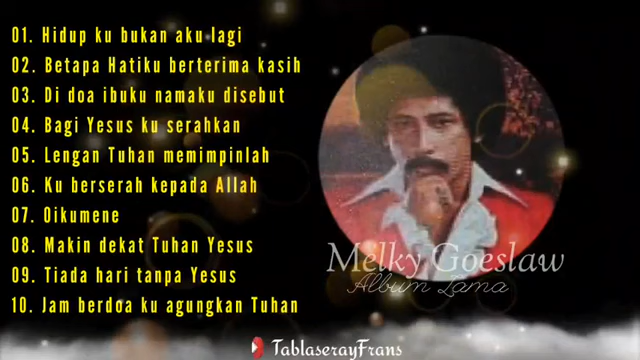 01. Hidup ku bukan aku lagi
02. Betapa Hatiku berterima kasih
03. Di doa ibuku namaku disebut
04. Bagi Yesus ku serahkan
05. Lengan Tuhan memimpinlah
06. Ku berserah kepada Allah
07. Oikumene
08. Makin dekat Tuhan Yesus
09. Tiada hari tanpa Yesus
10. Jam berdoa ku agungkan Tuhan
Melky Goeslaw
Album Lama
TablaserayFrans